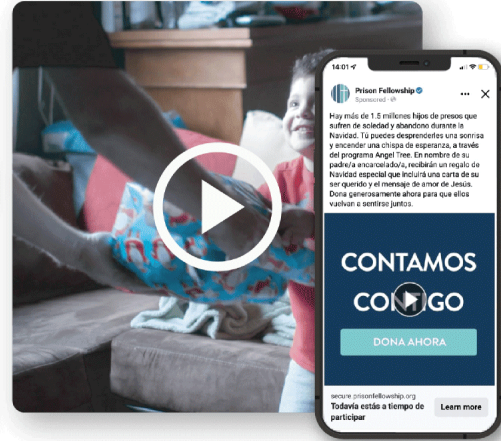 14:01
Prison Fellowship
Sponsored
Hay más de 1.5 millones hijos de presos que
sufren de soledad y abandono durante la
Navidad. Tú puedes desprenderles una sonrisa
y encender una chispa de esperanza, a través
del programa Angel Tree. En nombre de su
padre/a encarcelado/a, recibirán un regalo de
Navidad especial que incluirá una carta de su
ser querido y el mensaje de amor de Jesús.
Dona generosamente ahora para que ellos
vuelvan a sentirse juntos.
CONTAMOS
CONTIGO
DONA AHORA
secure.prisonfellowship.org
Todavía estás a tiempo de
participar
Learn more